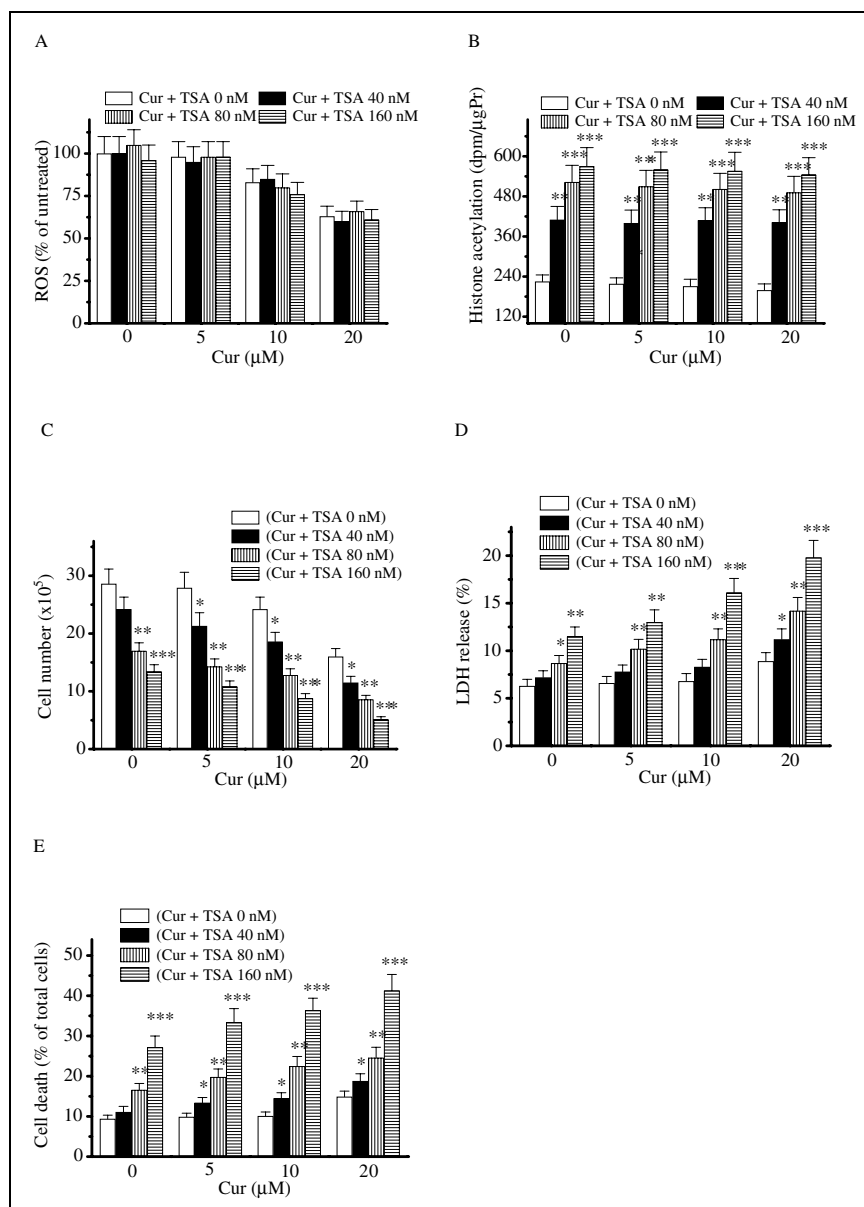 A
Cur + TSA 0 nM Cur + TSA 40 nM
Cur + TSA 80 nM Cur + TSA 160 nM
ROS (% of untreated)
100
75
50
25
0
0 5 10 20
Cur (μM)
B
Cur + TSA 0 nM Cur + TSA 40 nM
Cur + TSA 80 nM Cur + TSA 160 nM
Histone acetylation (dpm/μgPr)
600
480
360
240
120
** *** *** ** *** *** ** *** *** ** *** ***
0 5 10 20
Cur (μM)
C
(Cur + TSA 0 nM)
(Cur + TSA 40 nM)
(Cur + TSA 80 nM)
(Cur + TSA 160 nM)
Cell number (x10⁵)
30
20
10
0
** *** * ** *** * ** *** * ** ***
0 5 10 20
Cur (μM)
D
(Cur + TSA 0 nM)
(Cur + TSA 40 nM)
(Cur + TSA 80 nM)
(Cur + TSA 160 nM)
LDH release (%)
20
15
10
5
0
* ** ** ** ** *** * ** ***
0 5 10 20
Cur (μM)
E
(Cur + TSA 0 nM)
(Cur + TSA 40 nM)
(Cur + TSA 80 nM)
(Cur + TSA 160 nM)
Cell death (% of total cells)
50
40
30
20
10
0
** *** * ** *** * ** *** * ** ***
0 5 10 20
Cur (μM)